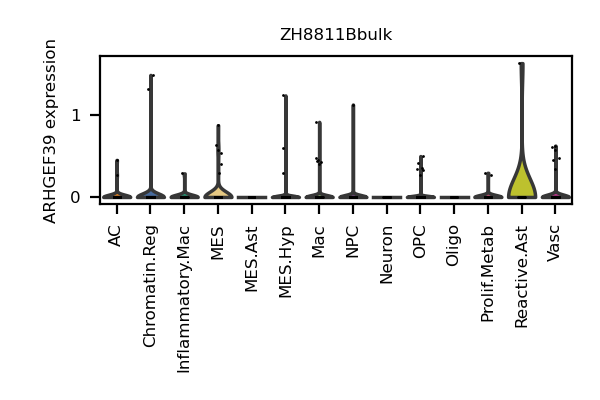 ZH8811Bbulk
ARHGEF39 expression
1
0
AC
Chromatin.Reg
Inflammatory.Mac
MES
MES.Ast
MES.Hyp
Mac
NPC
Neuron
OPC
Oligo
Prolif.Metab
Reactive.Ast
Vasc